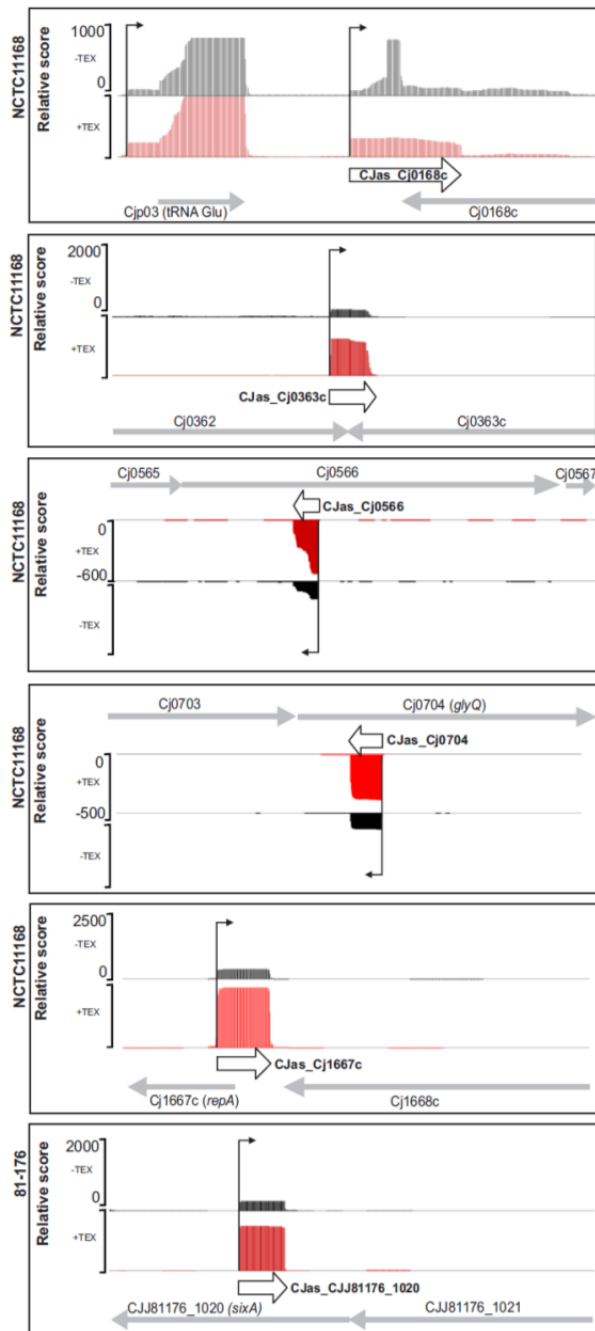 NCTC11168
Relative score
1000
-TEX
0
+TEX
CJas_Cj0168c
Cjp03 (tRNA Glu)
Cj0168c
NCTC11168
Relative score
2000
-TEX
0
+TEX
CJas_Cj0363c
Cj0362
Cj0363c
NCTC11168
Relative score
Cj0565
Cj0566
Cj0567
CJas_Cj0566
0
+TEX
-600
-TEX
NCTC11168
Relative score
Cj0703
Cj0704 (glyQ)
CJas_Cj0704
0
+TEX
-500
-TEX
NCTC11168
Relative score
2500
-TEX
0
+TEX
CJas_Cj1667c
Cj1667c (repA)
Cj1668c
81-176
Relative score
2000
-TEX
0
+TEX
CJas_CJJ81176_1020
CJJ81176_1020 (sixA)
CJJ81176_1021